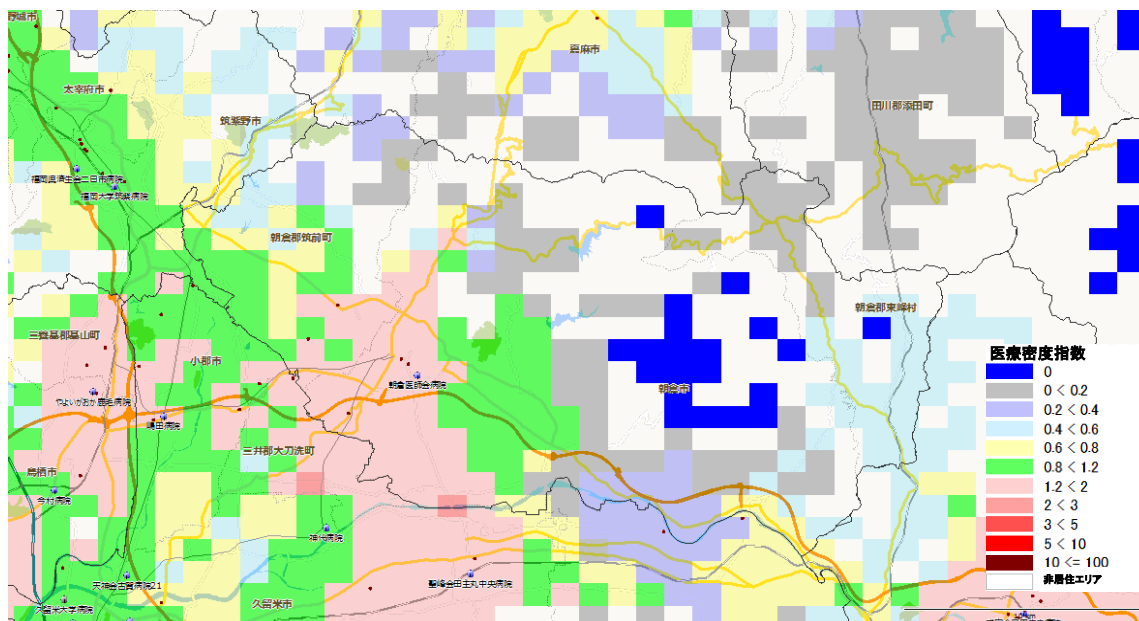 野城市
嘉麻市
太宰府市
筑紫野市
田川郡添田町
福岡県済生会二日市病院
福岡大学筑紫病院
朝倉郡筑前町
朝倉郡東峰村
三養基郡基山町
小郡市
朝倉医師会病院
朝倉市
やよいがおか鹿毛病院
嶋田病院
三井郡大刀洗町
鳥栖市
今村病院
神代病院
天神会古賀病院21
聖峰会田主丸中央病院
久留米大学病院
久留米市
医療密度指数
0
0 < 0.2
0.2 < 0.4
0.4 < 0.6
0.6 < 0.8
0.8 < 1.2
1.2 < 2
2 < 3
3 < 5
5 < 10
10 <= 100
非居住エリア